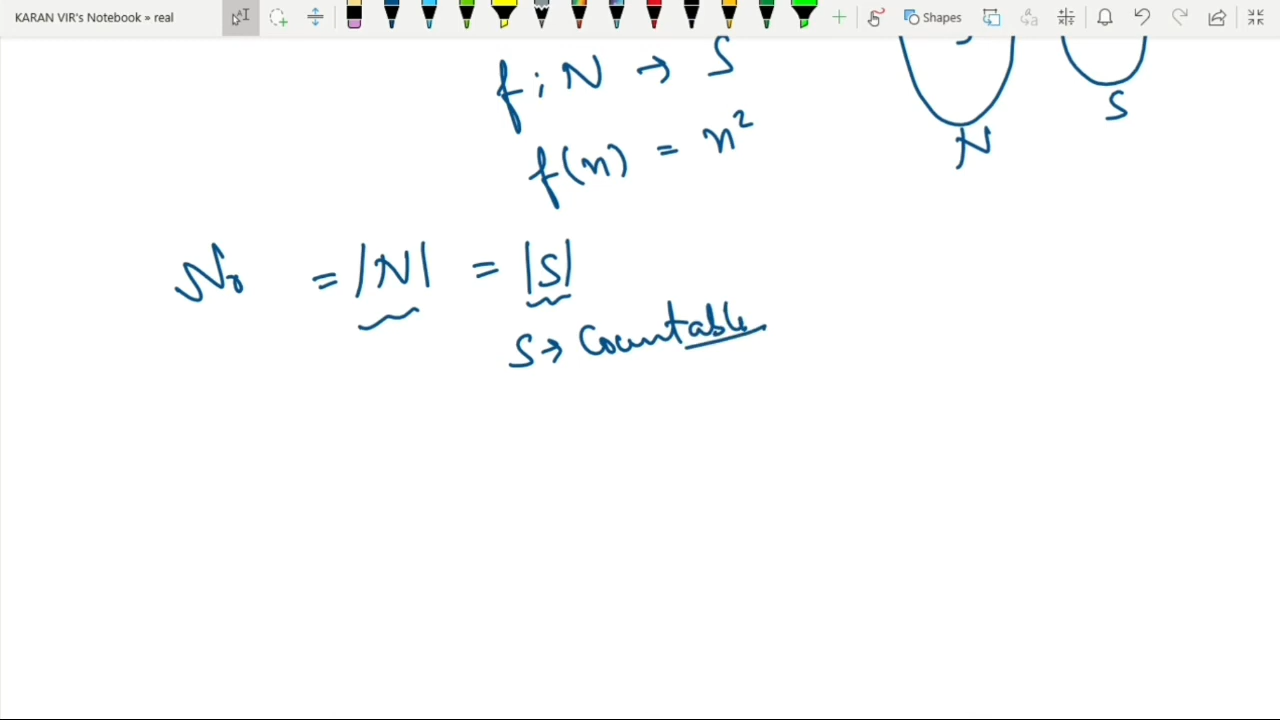 KARAN VIR's Notebook » real
Shapes
f : N → S
S
N
f(n) = n²
ℵ₀ = |N| = |S|
S → Countable